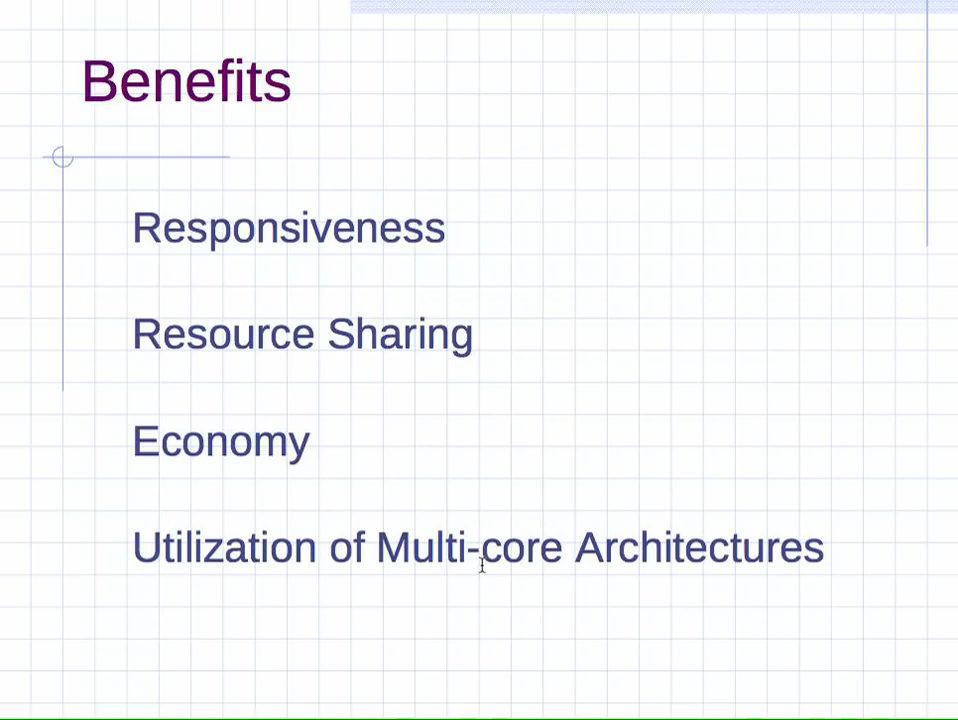 Benefits
Responsiveness
Resource Sharing
Economy
Utilization of Multi-core Architectures